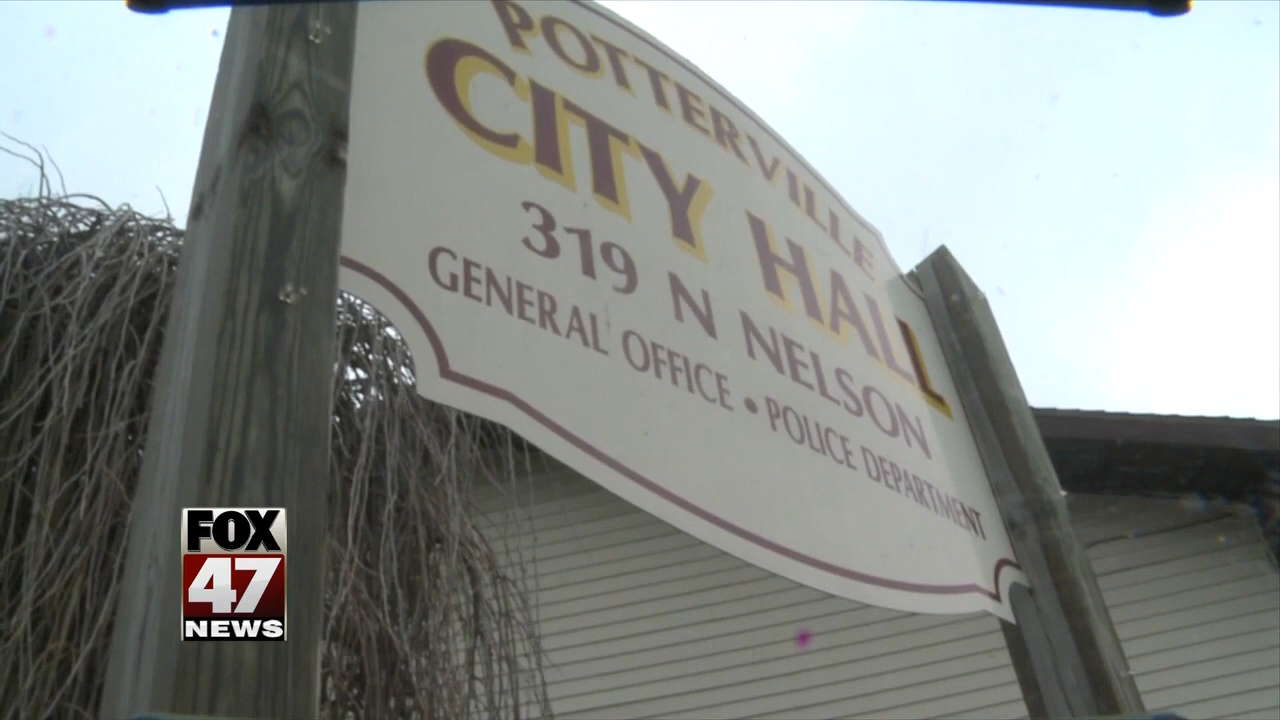 POTTERVILLE
CITY HALL
319 N NELSON
GENERAL OFFICE • POLICE DEPARTMENT
FOX
47
NEWS